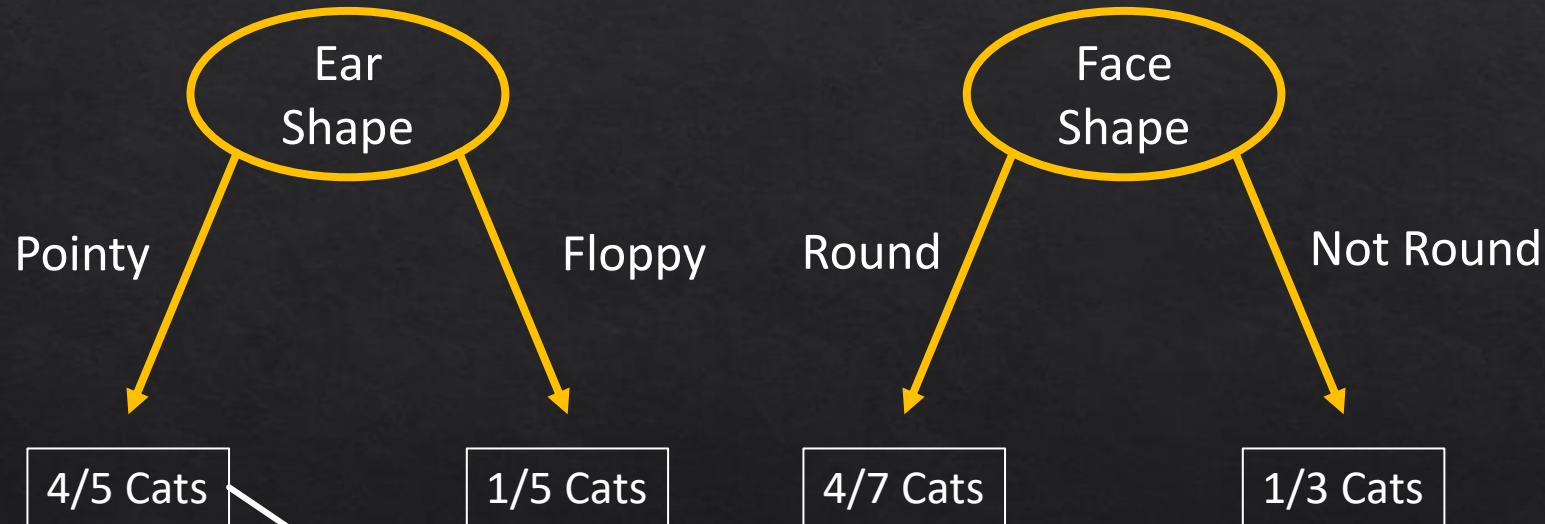 Ear
Shape
Face
Shape
Pointy
Floppy
Round
Not Round
4/5 Cats
1/5 Cats
4/7 Cats
1/3 Cats